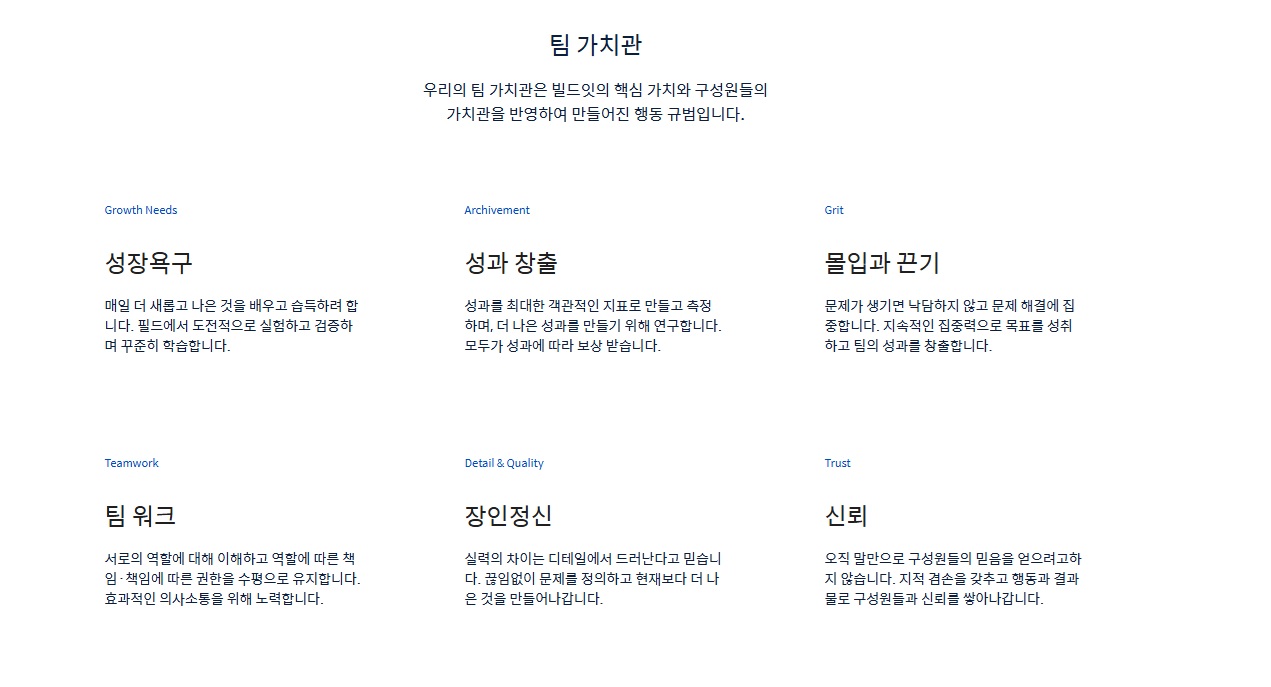 팀 가치관
우리의 팀 가치관은 빌드잇의 핵심 가치와 구성원들의
가치관을 반영하여 만들어진 행동 규범입니다.
Growth Needs
성장욕구
매일 더 새롭고 나은 것을 배우고 습득하려 합
니다. 필드에서 도전적으로 실험하고 검증하
며 꾸준히 학습합니다.
Archivement
성과 창출
성과를 최대한 객관적인 지표로 만들고 측정
하며, 더 나은 성과를 만들기 위해 연구합니다.
모두가 성과에 따라 보상 받습니다.
Grit
몰입과 끈기
문제가 생기면 낙담하지 않고 문제 해결에 집
중합니다. 지속적인 집중력으로 목표를 성취
하고 팀의 성과를 창출합니다.
Teamwork
팀 워크
서로의 역할에 대해 이해하고 역할에 따른 책
임 · 책임에 따른 권한을 수평으로 유지합니다.
효과적인 의사소통을 위해 노력합니다.
Detail & Quality
장인정신
실력의 차이는 디테일에서 드러난다고 믿습니
다. 끊임없이 문제를 정의하고 현재보다 더 나
은 것을 만들어나갑니다.
Trust
신뢰
오직 말만으로 구성원들의 믿음을 얻으려고하
지 않습니다. 지적 겸손을 갖추고 행동과 결과
물로 구성원들과 신뢰를 쌓아나갑니다.